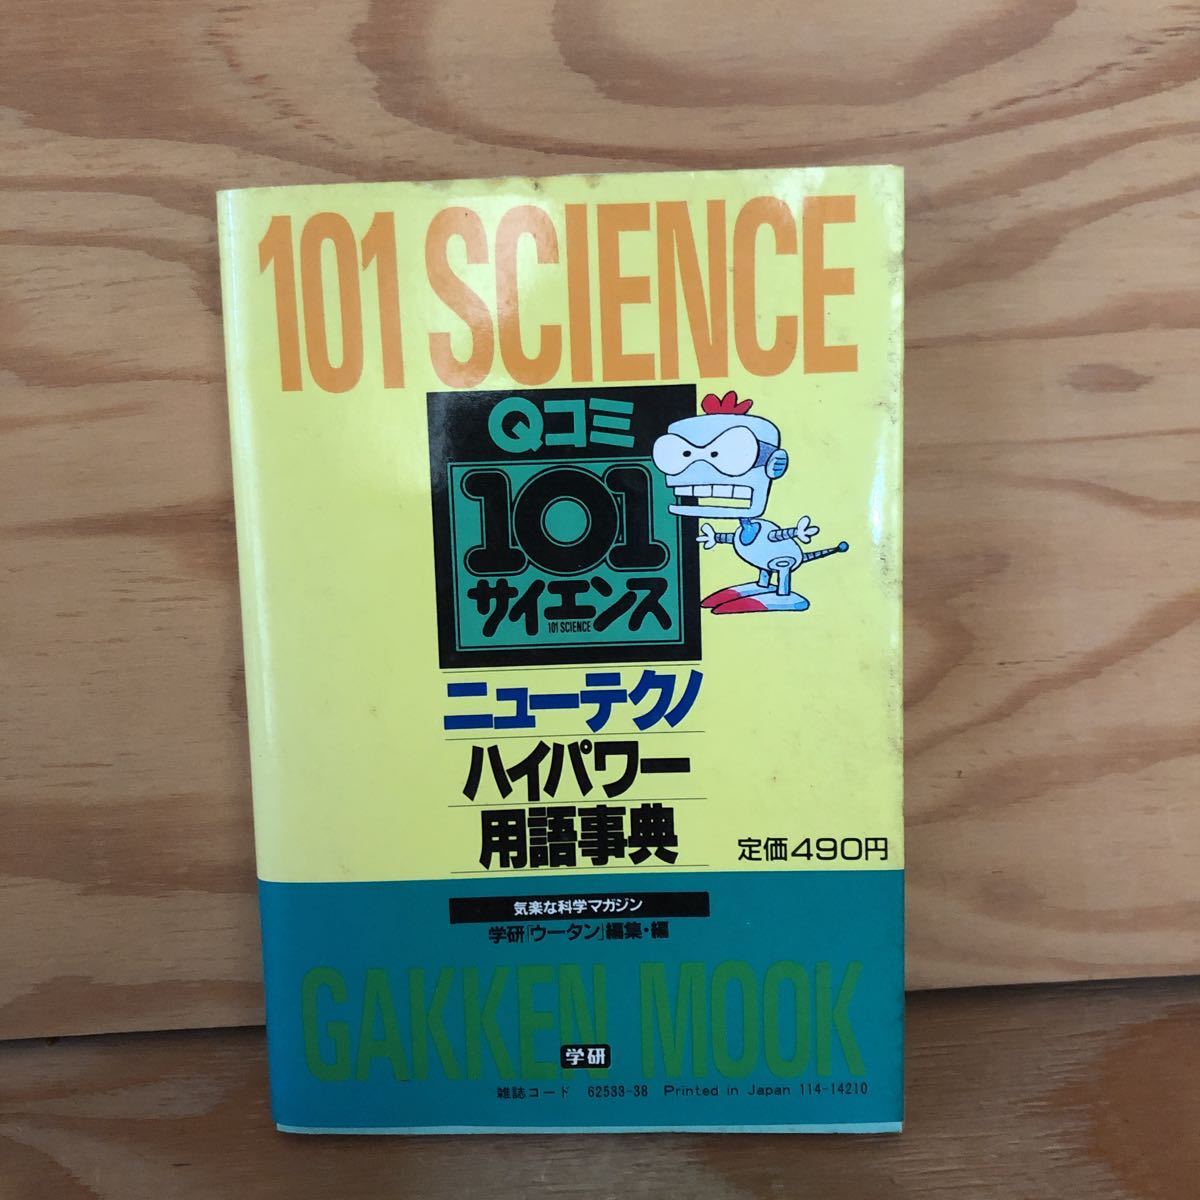 101 SCIENCE
Qコミ
101
サイエンス
101 SCIENCE
ニューテクノ
ハイパワー
用語事典
定価490円
気楽な科学マガジン
学研「ウータン」編集・編
GAKKEN MOOK
学研
雑誌コード 62533-38 Printed in Japan 114-14210